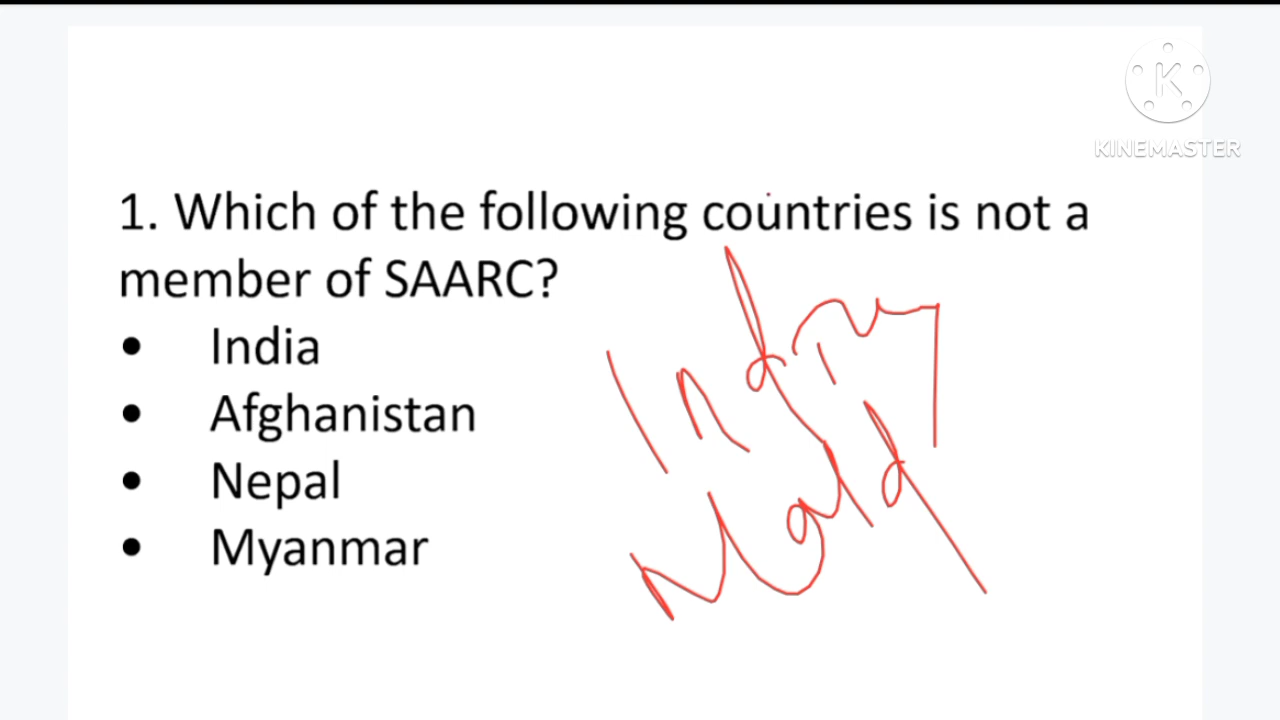 KINEMASTER
1. Which of the following countries is not a
member of SAARC?
• India
• Afghanistan
• Nepal
• Myanmar